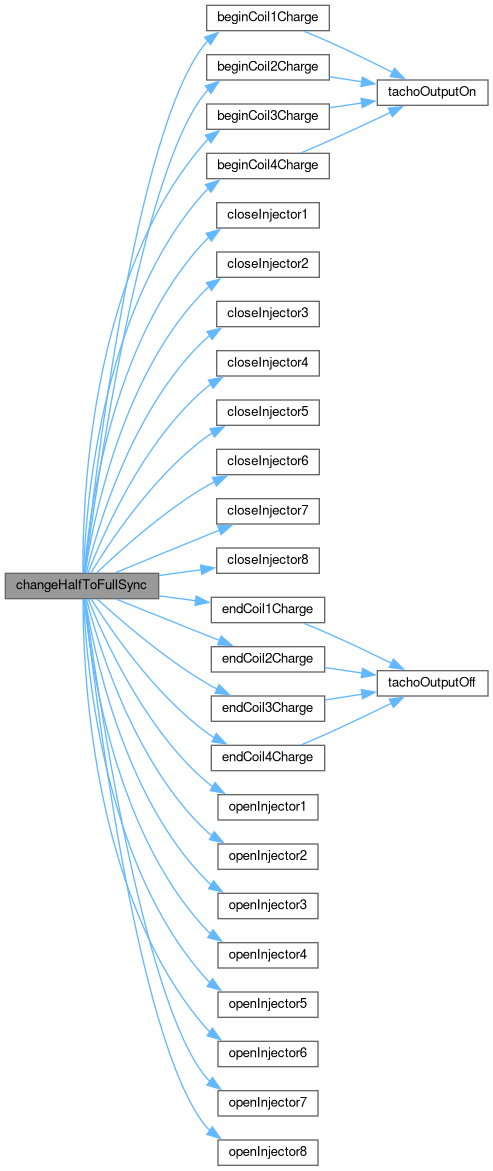 beginCoil1Charge
beginCoil2Charge
tachoOutputOn
beginCoil3Charge
beginCoil4Charge
closeInjector1
closeInjector2
closeInjector3
closeInjector4
closeInjector5
closeInjector6
closeInjector7
closeInjector8
changeHalfToFullSync
endCoil1Charge
endCoil2Charge
tachoOutputOff
endCoil3Charge
endCoil4Charge
openInjector1
openInjector2
openInjector3
openInjector4
openInjector5
openInjector6
openInjector7
openInjector8